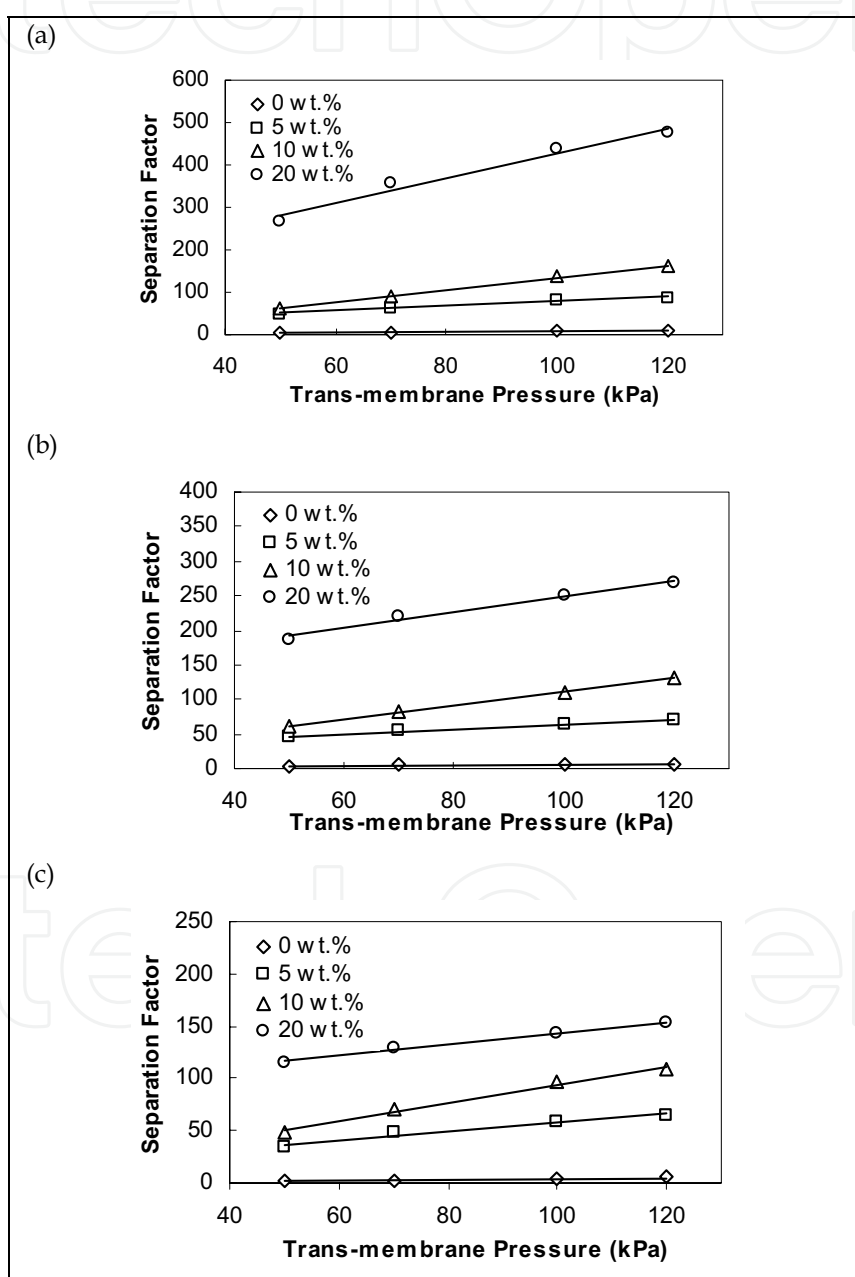 (a)
Separation Factor
600
500
400
300
200
100
0
0 wt.%
5 wt.%
10 wt.%
20 wt.%
40 60 80 100 120
Trans-membrane Pressure (kPa)
(b)
Separation Factor
400
350
300
250
200
150
100
50
0
0 wt.%
5 wt.%
10 wt.%
20 wt.%
40 60 80 100 120
Trans-membrane Pressure (kPa)
(c)
Separation Factor
250
200
150
100
50
0
0 wt.%
5 wt.%
10 wt.%
20 wt.%
40 60 80 100 120
Trans-membrane Pressure (kPa)